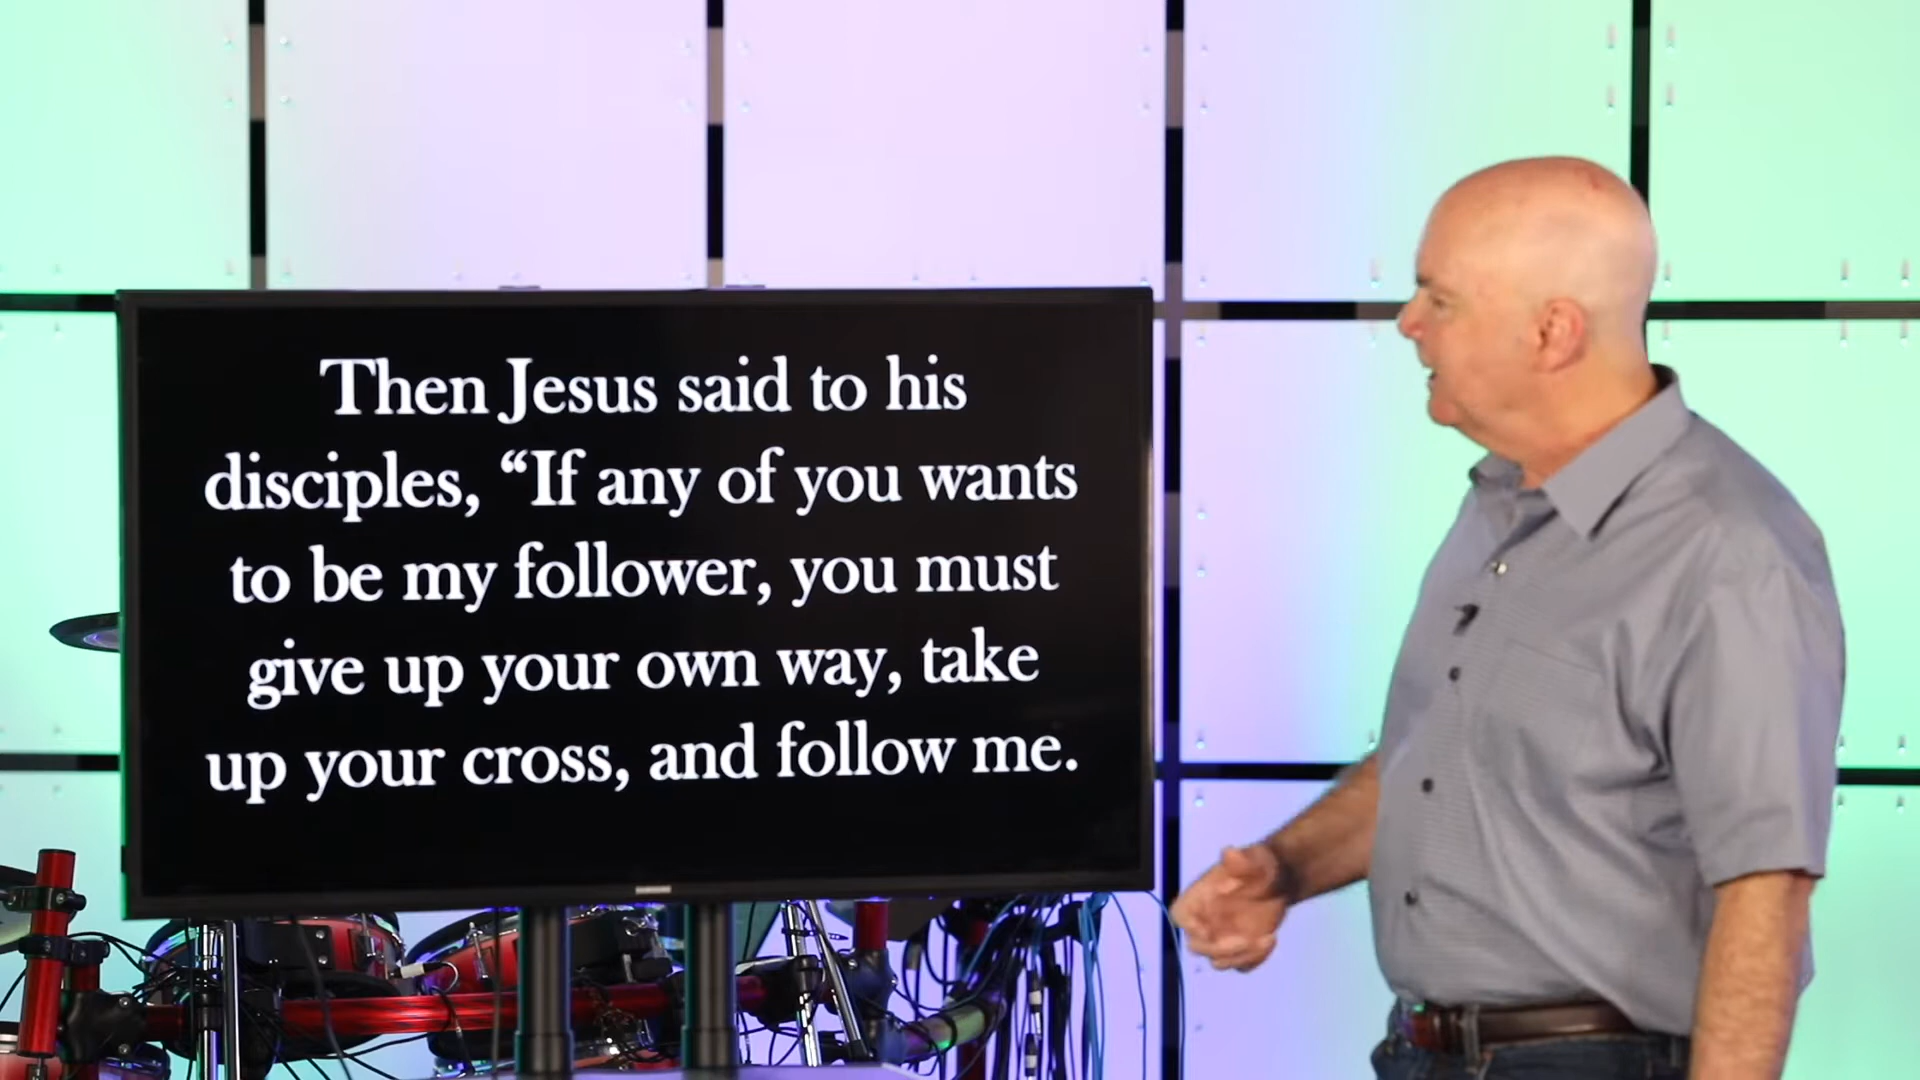 Then Jesus said to his
disciples, “If any of you wants
to be my follower, you must
give up your own way, take
up your cross, and follow me.
SAMSUNG